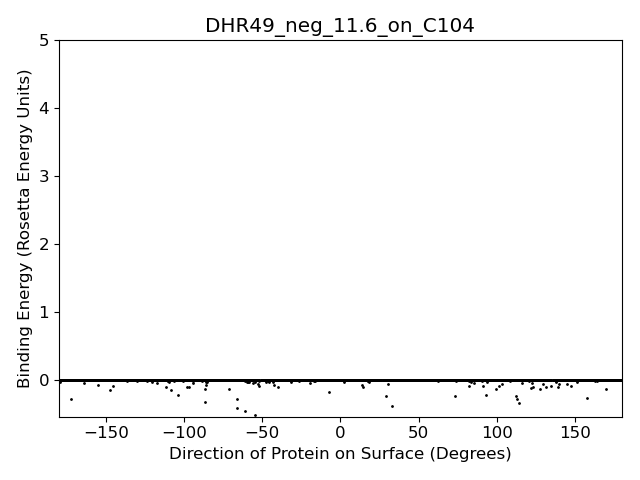 DHR49_neg_11.6_on_C104
Binding Energy (Rosetta Energy Units)
5
4
3
2
1
0
−150 −100 −50 0 50 100 150
Direction of Protein on Surface (Degrees)